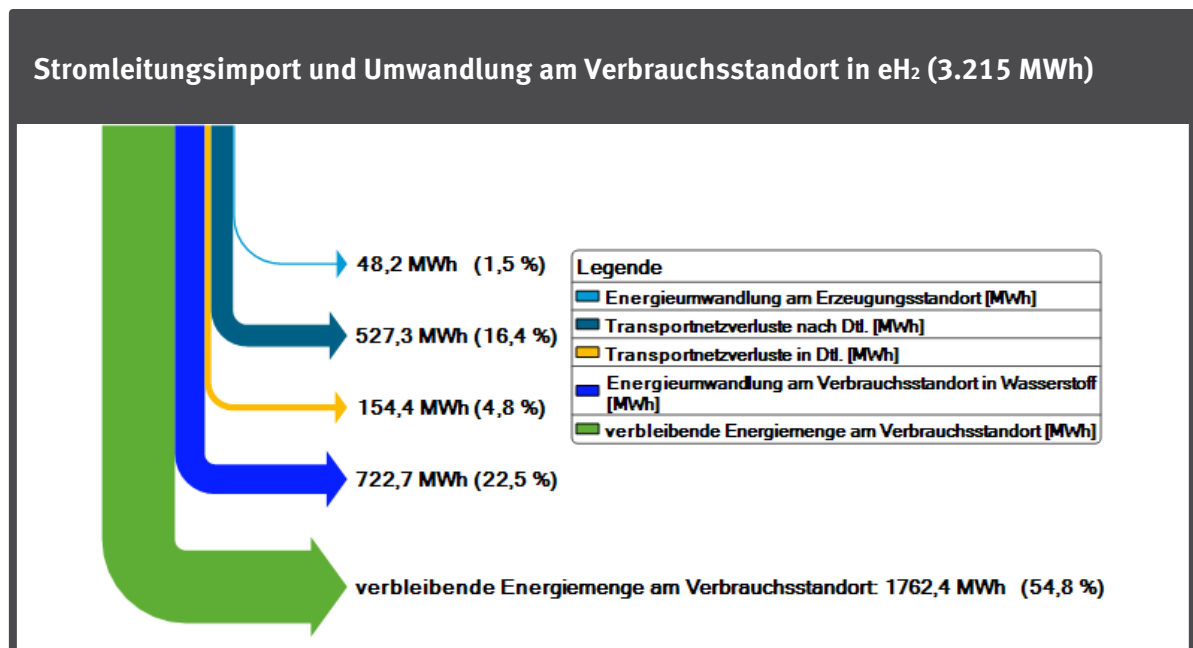 Stromleitungsimport und Umwandlung am Verbrauchsstandort in eH₂ (3.215 MWh)
48,2 MWh (1,5 %)
527,3 MWh (16,4 %)
154,4 MWh (4,8 %)
722,7 MWh (22,5 %)
verbleibende Energiemenge am Verbrauchsstandort: 1762,4 MWh (54,8 %)
Legende
Energieumwandlung am Erzeugungsstandort [MWh]
Transportnetzverluste nach Dtl. [MWh]
Transportnetzverluste in Dtl. [MWh]
Energieumwandlung am Verbrauchsstandort in Wasserstoff
[MWh]
verbleibende Energiemenge am Verbrauchsstandort [MWh]